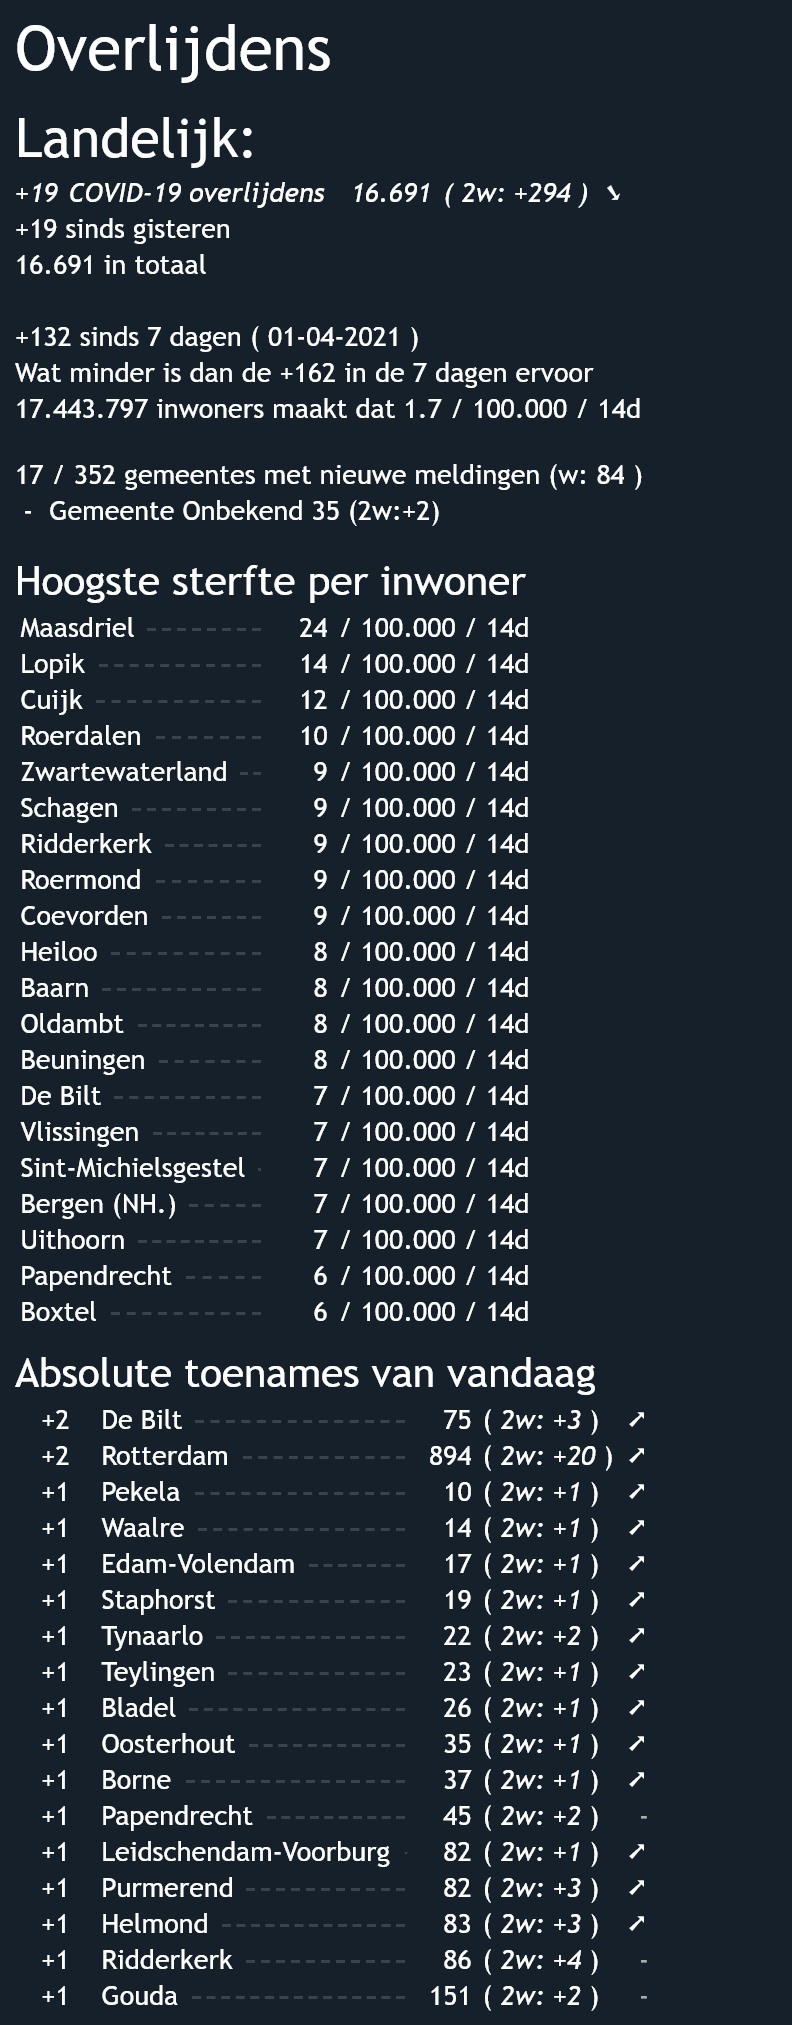 Overlijdens
Landelijk:
+19 COVID-19 overlijdens 16.691 ( 2w: +294 ) ➘
+19 sinds gisteren
16.691 in totaal
+132 sinds 7 dagen ( 01-04-2021 )
Wat minder is dan de +162 in de 7 dagen ervoor
17.443.797 inwoners maakt dat 1.7 / 100.000 / 14d
17 / 352 gemeentes met nieuwe meldingen (w: 84 )
- Gemeente Onbekend 35 (2w:+2)
Hoogste sterfte per inwoner
Maasdriel -------- 24 / 100.000 / 14d
Lopik ----------- 14 / 100.000 / 14d
Cuijk ----------- 12 / 100.000 / 14d
Roerdalen ------- 10 / 100.000 / 14d
Zwartewaterland -- 9 / 100.000 / 14d
Schagen --------- 9 / 100.000 / 14d
Ridderkerk ------- 9 / 100.000 / 14d
Roermond ------- 9 / 100.000 / 14d
Coevorden ------- 9 / 100.000 / 14d
Heiloo ---------- 8 / 100.000 / 14d
Baarn ----------- 8 / 100.000 / 14d
Oldambt --------- 8 / 100.000 / 14d
Beuningen ------- 8 / 100.000 / 14d
De Bilt ---------- 7 / 100.000 / 14d
Vlissingen -------- 7 / 100.000 / 14d
Sint-Michielsgestel - 7 / 100.000 / 14d
Bergen (NH.) ----- 7 / 100.000 / 14d
Uithoorn --------- 7 / 100.000 / 14d
Papendrecht ----- 6 / 100.000 / 14d
Boxtel ---------- 6 / 100.000 / 14d
Absolute toenames van vandaag
+2 De Bilt --------------- 75 ( 2w: +3 ) ➚
+2 Rotterdam ----------- 894 ( 2w: +20 ) ➚
+1 Pekela --------------- 10 ( 2w: +1 ) ➚
+1 Waalre --------------- 14 ( 2w: +1 ) ➚
+1 Edam-Volendam ------- 17 ( 2w: +1 ) ➚
+1 Staphorst ------------- 19 ( 2w: +1 ) ➚
+1 Tynaarlo ------------- 22 ( 2w: +2 ) ➚
+1 Teylingen ------------- 23 ( 2w: +1 ) ➚
+1 Bladel --------------- 26 ( 2w: +1 ) ➚
+1 Oosterhout ----------- 35 ( 2w: +1 ) ➚
+1 Borne --------------- 37 ( 2w: +1 ) ➚
+1 Papendrecht ---------- 45 ( 2w: +2 ) -
+1 Leidschendam-Voorburg - 82 ( 2w: +1 ) ➚
+1 Purmerend ----------- 82 ( 2w: +3 ) ➚
+1 Helmond ------------- 83 ( 2w: +3 ) ➚
+1 Ridderkerk ----------- 86 ( 2w: +4 ) -
+1 Gouda --------------- 151 ( 2w: +2 ) -